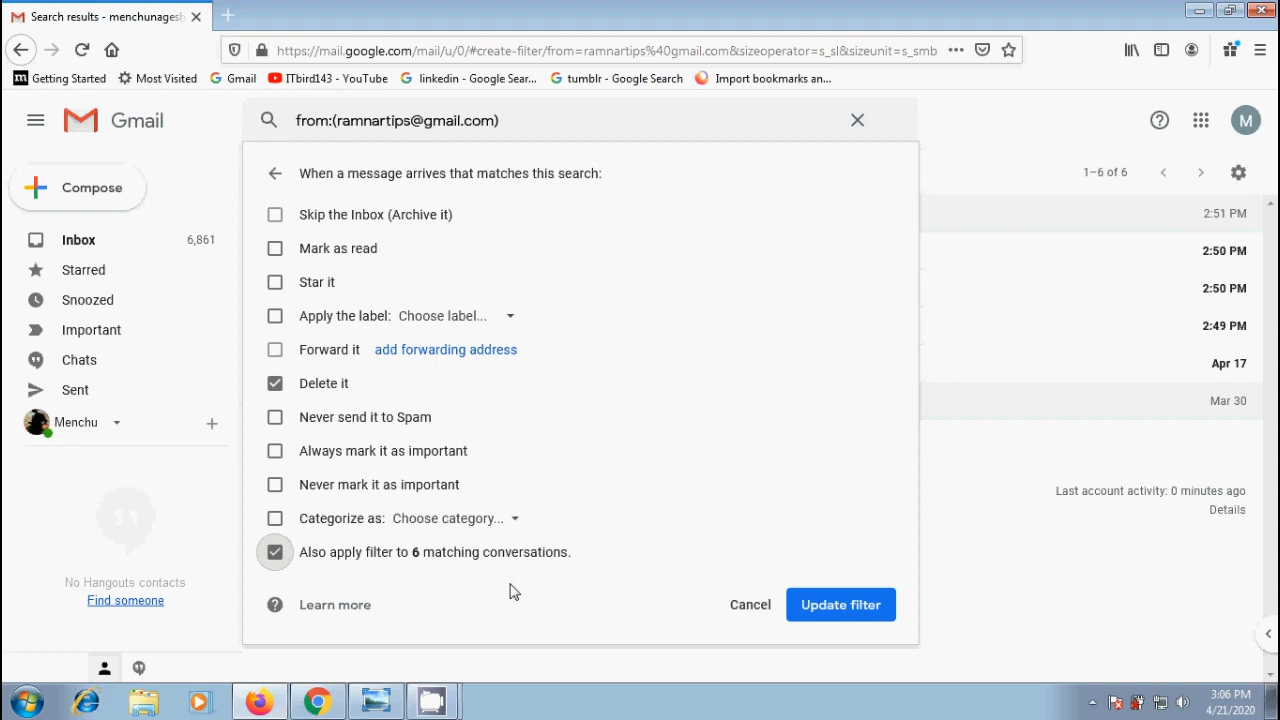 Search results - menchunagesh
https://mail.google.com/mail/u/0/#create-filter/from=ramnartips%40gmail.com&sizeoperator=s_sl&sizeunit=s_smb
Getting Started Most Visited Gmail ITbird143 - YouTube linkedin - Google Sear... tumblr - Google Search Import bookmarks an...
Gmail from:(ramnartips@gmail.com) M
Compose
When a message arrives that matches this search:
1–6 of 6
Skip the Inbox (Archive it)
2:51 PM
Inbox 6,861
Mark as read
2:50 PM
Starred
Star it
2:50 PM
Snoozed
Apply the label: Choose label...
2:49 PM
Important
Forward it add forwarding address
Apr 17
Chats
Delete it
Sent
Mar 30
Menchu
Never send it to Spam
Always mark it as important
Never mark it as important
Last account activity: 0 minutes ago
Details
Categorize as: Choose category...
Also apply filter to 6 matching conversations.
No Hangouts contacts
Find someone
Learn more
Cancel Update filter
3:06 PM
4/21/2020